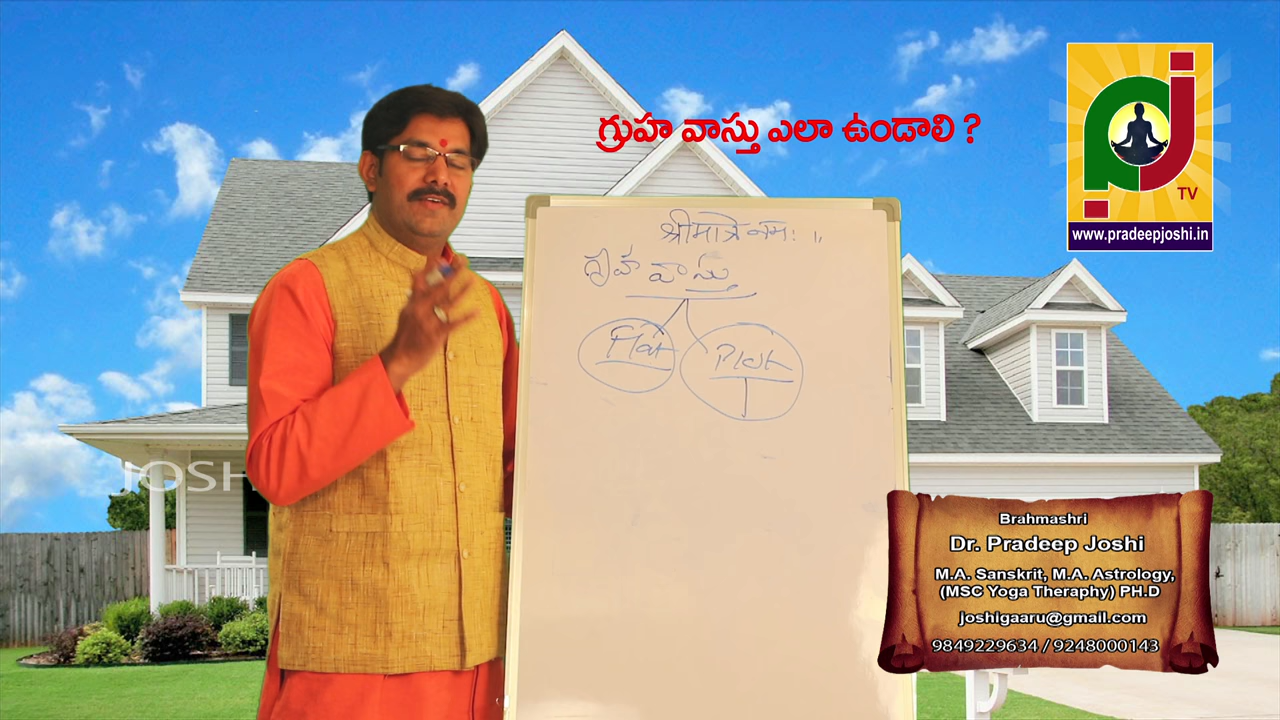 గ్రుహ వాస్తు ఎలా ఉండాలి ?
PJ
TV
www.pradeepjoshi.in
श्रीमात्रे नमः ॥
గృహ వాస్తు
Flat
Plot
JOSH
Brahmashri
Dr. Pradeep Joshi
M.A. Sanskrit, M.A. Astrology,
(MSC Yoga Theraphy) PH.D
joshigaaru@gmail.com
9849229634 / 9248000143